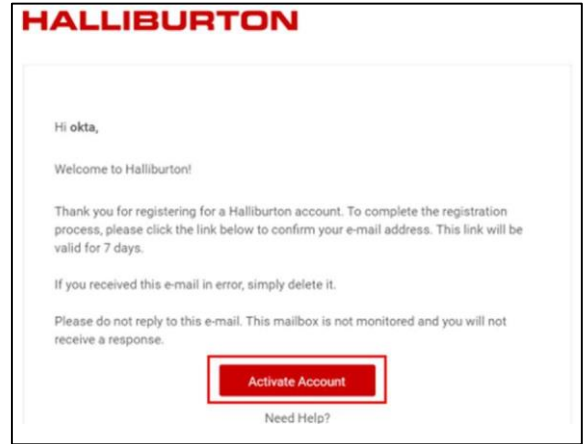 HALLIBURTON
Hi okta,
Welcome to Halliburton!
Thank you for registering for a Halliburton account. To complete the registration
process, please click the link below to confirm your e-mail address. This link will be
valid for 7 days.
If you received this e-mail in error, simply delete it.
Please do not reply to this e-mail. This mailbox is not monitored and you will not
receive a response.
Activate Account
Need Help?